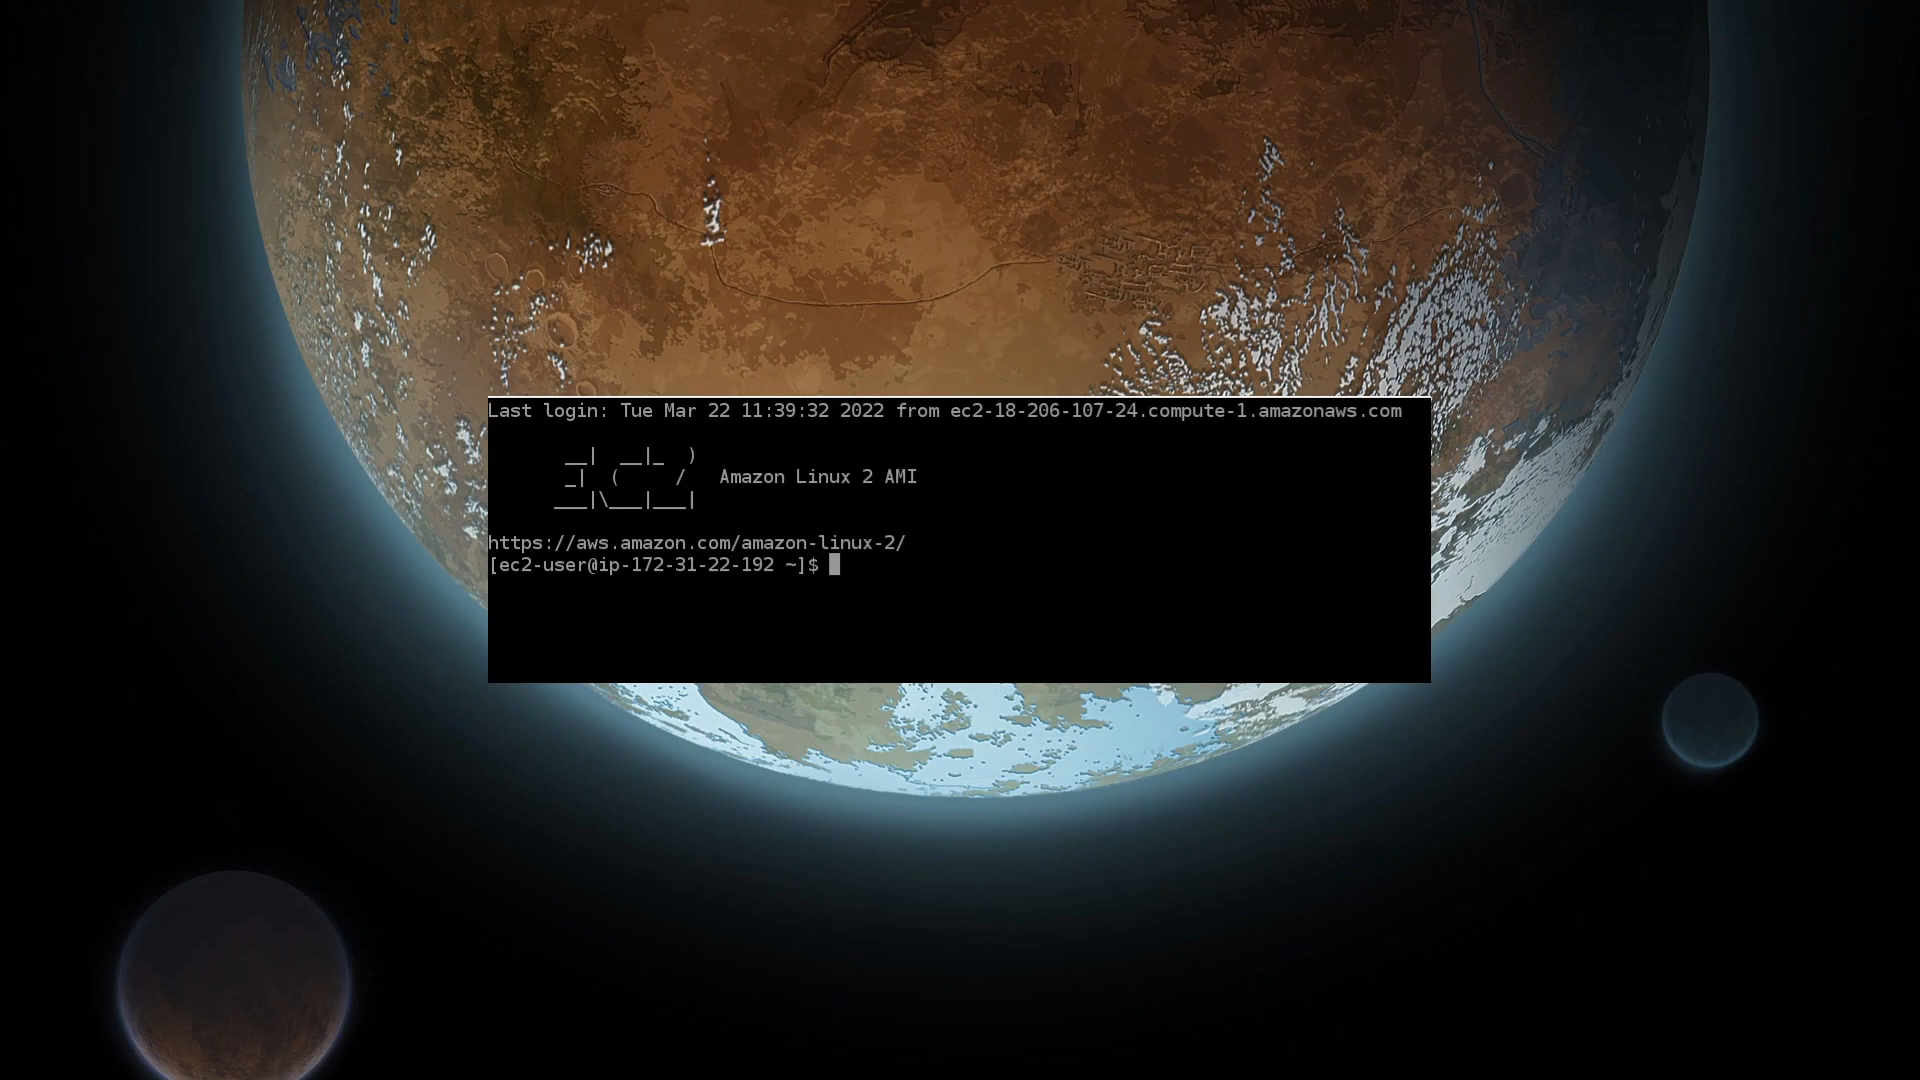 Last login: Tue Mar 22 11:39:32 2022 from ec2-18-206-107-24.compute-1.amazonaws.com
       __|  __|_  )
       _|  (     /   Amazon Linux 2 AMI
      ___|\___|___|
https://aws.amazon.com/amazon-linux-2/
[ec2-user@ip-172-31-22-192 ~]$